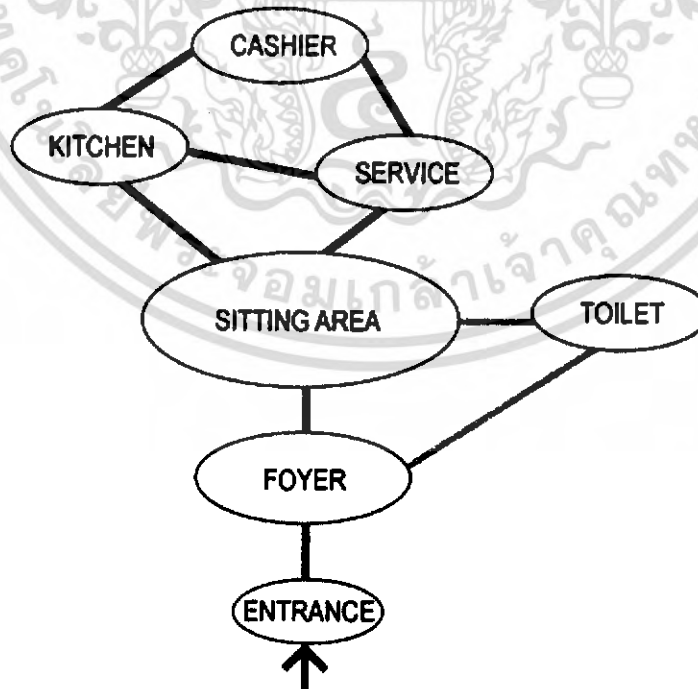 CASHIER
KITCHEN
SERVICE
SITTING AREA
TOILET
FOYER
ENTRANCE